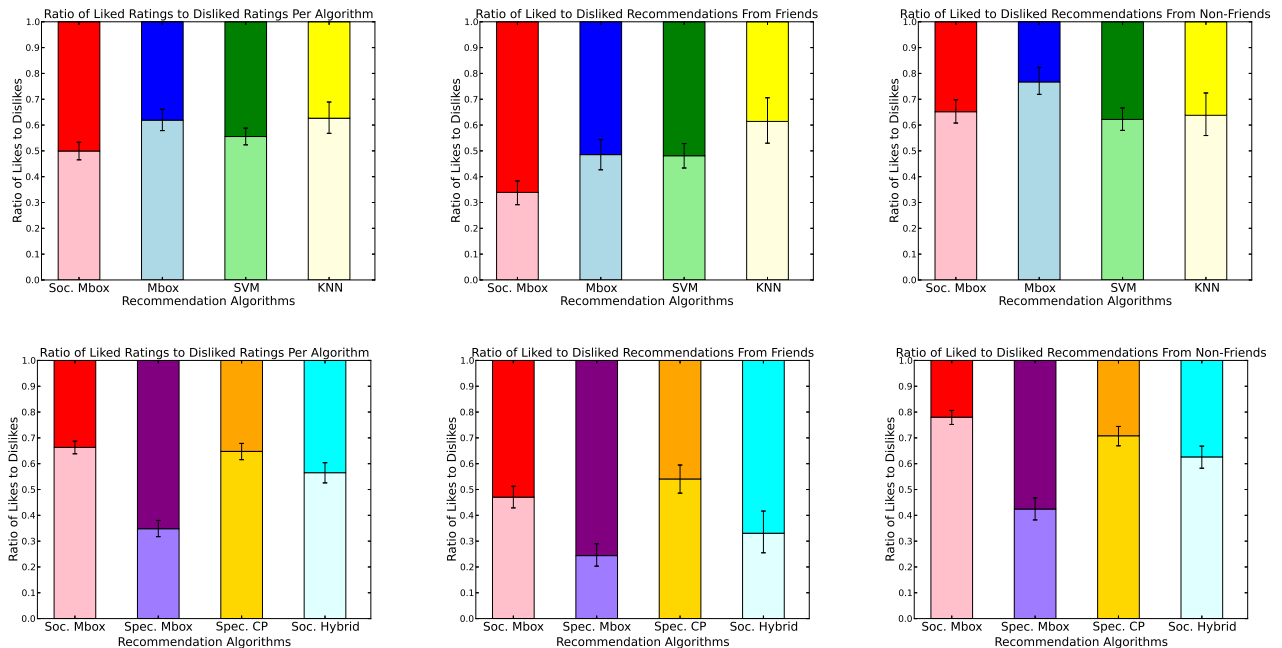 Ratio of Liked Ratings to Disliked Ratings Per Algorithm
Ratio of Likes to Dislikes
1.0
0.9
0.8
0.7
0.6
0.5
0.4
0.3
0.2
0.1
0.0
Soc. Mbox Mbox SVM KNN
Recommendation Algorithms
Ratio of Liked to Disliked Recommendations From Friends
Ratio of Likes to Dislikes
1.0
0.9
0.8
0.7
0.6
0.5
0.4
0.3
0.2
0.1
0.0
Soc. Mbox Mbox SVM KNN
Recommendation Algorithms
Ratio of Liked to Disliked Recommendations From Non-Friends
Ratio of Likes to Dislikes
1.0
0.9
0.8
0.7
0.6
0.5
0.4
0.3
0.2
0.1
0.0
Soc. Mbox Mbox SVM KNN
Recommendation Algorithms
Ratio of Liked Ratings to Disliked Ratings Per Algorithm
Ratio of Likes to Dislikes
1.0
0.9
0.8
0.7
0.6
0.5
0.4
0.3
0.2
0.1
0.0
Soc. Mbox Spec. Mbox Spec. CP Soc. Hybrid
Recommendation Algorithms
Ratio of Liked to Disliked Recommendations From Friends
Ratio of Likes to Dislikes
1.0
0.9
0.8
0.7
0.6
0.5
0.4
0.3
0.2
0.1
0.0
Soc. Mbox Spec. Mbox Spec. CP Soc. Hybrid
Recommendation Algorithms
Ratio of Liked to Disliked Recommendations From Non-Friends
Ratio of Likes to Dislikes
1.0
0.9
0.8
0.7
0.6
0.5
0.4
0.3
0.2
0.1
0.0
Soc. Mbox Spec. Mbox Spec. CP Soc. Hybrid
Recommendation Algorithms